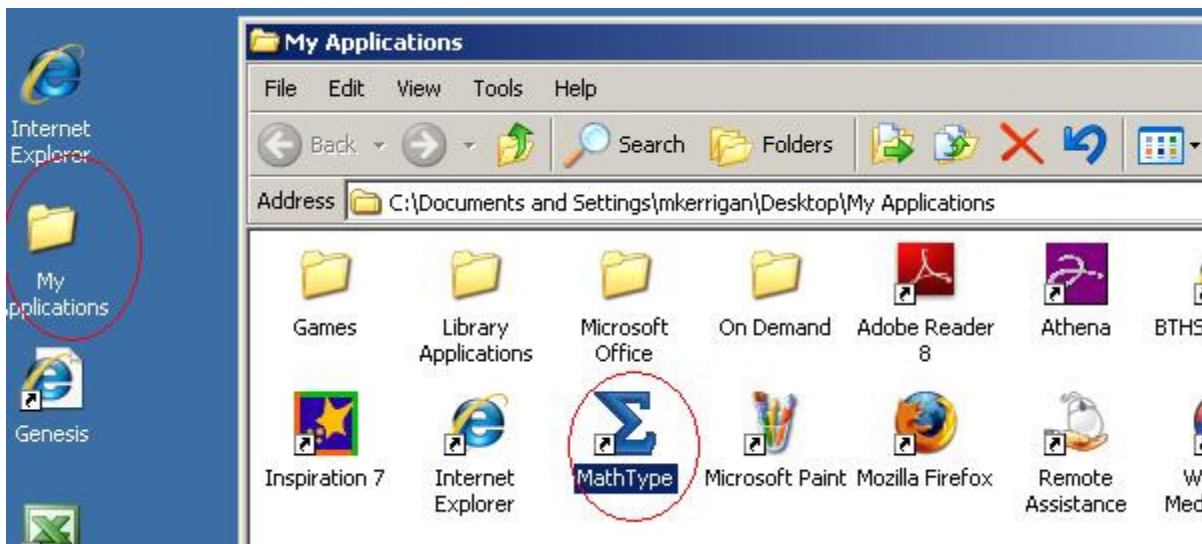 Internet
Explorer
My
pplications
Genesis
My Applications
File Edit View Tools Help
Back Search Folders
Address C:\Documents and Settings\mkerrigan\Desktop\My Applications
Games
Library
Applications
Microsoft
Office
On Demand
Adobe Reader
8
Athena
BTHS
Inspiration 7
Internet
Explorer
MathType
Microsoft Paint
Mozilla Firefox
Remote
Assistance
W
Med